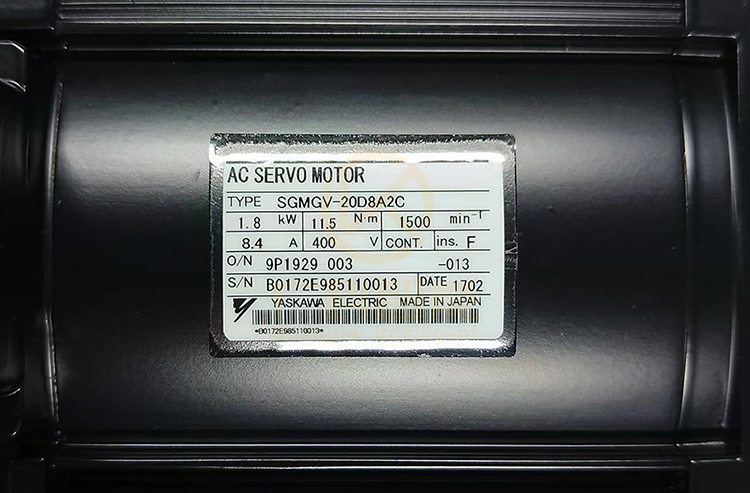 AC SERVO MOTOR
TYPE SGMGV-20D8A2C
1.8 kW 11.5 N·m 1500 min-1
8.4 A 400 V CONT. ins. F
O/N 9P1929 003 -013
S/N B0172E985110013 DATE 1702
YASKAWA ELECTRIC MADE IN JAPAN
*B0172E985110013*